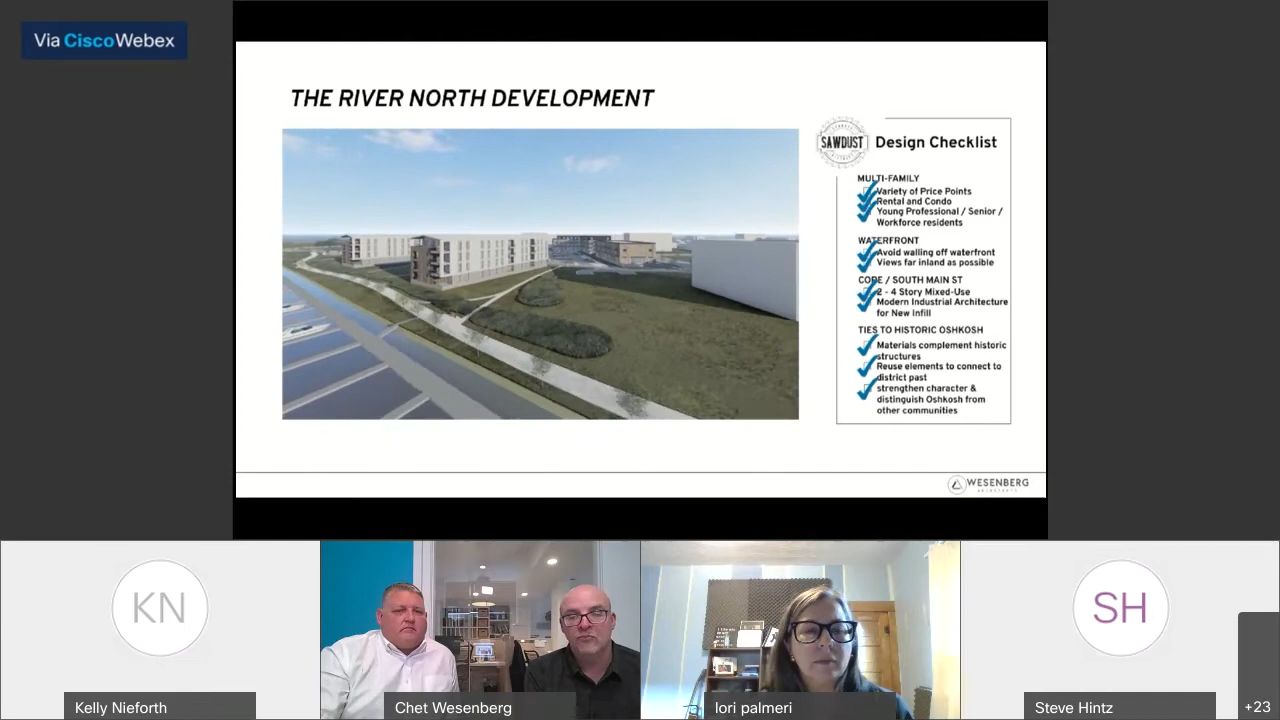 Via Cisco Webex
THE RIVER NORTH DEVELOPMENT
SAWDUST
Design Checklist
MULTI-FAMILY
Variety of Price Points
Rental and Condo
Young Professional / Senior /
Workforce residents
WATERFRONT
Avoid walling off waterfront
Views far inland as possible
CORE / SOUTH MAIN ST
2 - 4 Story Mixed-Use
Modern Industrial Architecture
for New Infill
TIES TO HISTORIC OSHKOSH
Materials complement historic
structures
Reuse elements to connect to
district past
strengthen character &
distinguish Oshkosh from
other communities
WESENBERG
ARCHITECTS
KN
SH
Kelly Nieforth
Chet Wesenberg
lori palmeri
Steve Hintz
+23